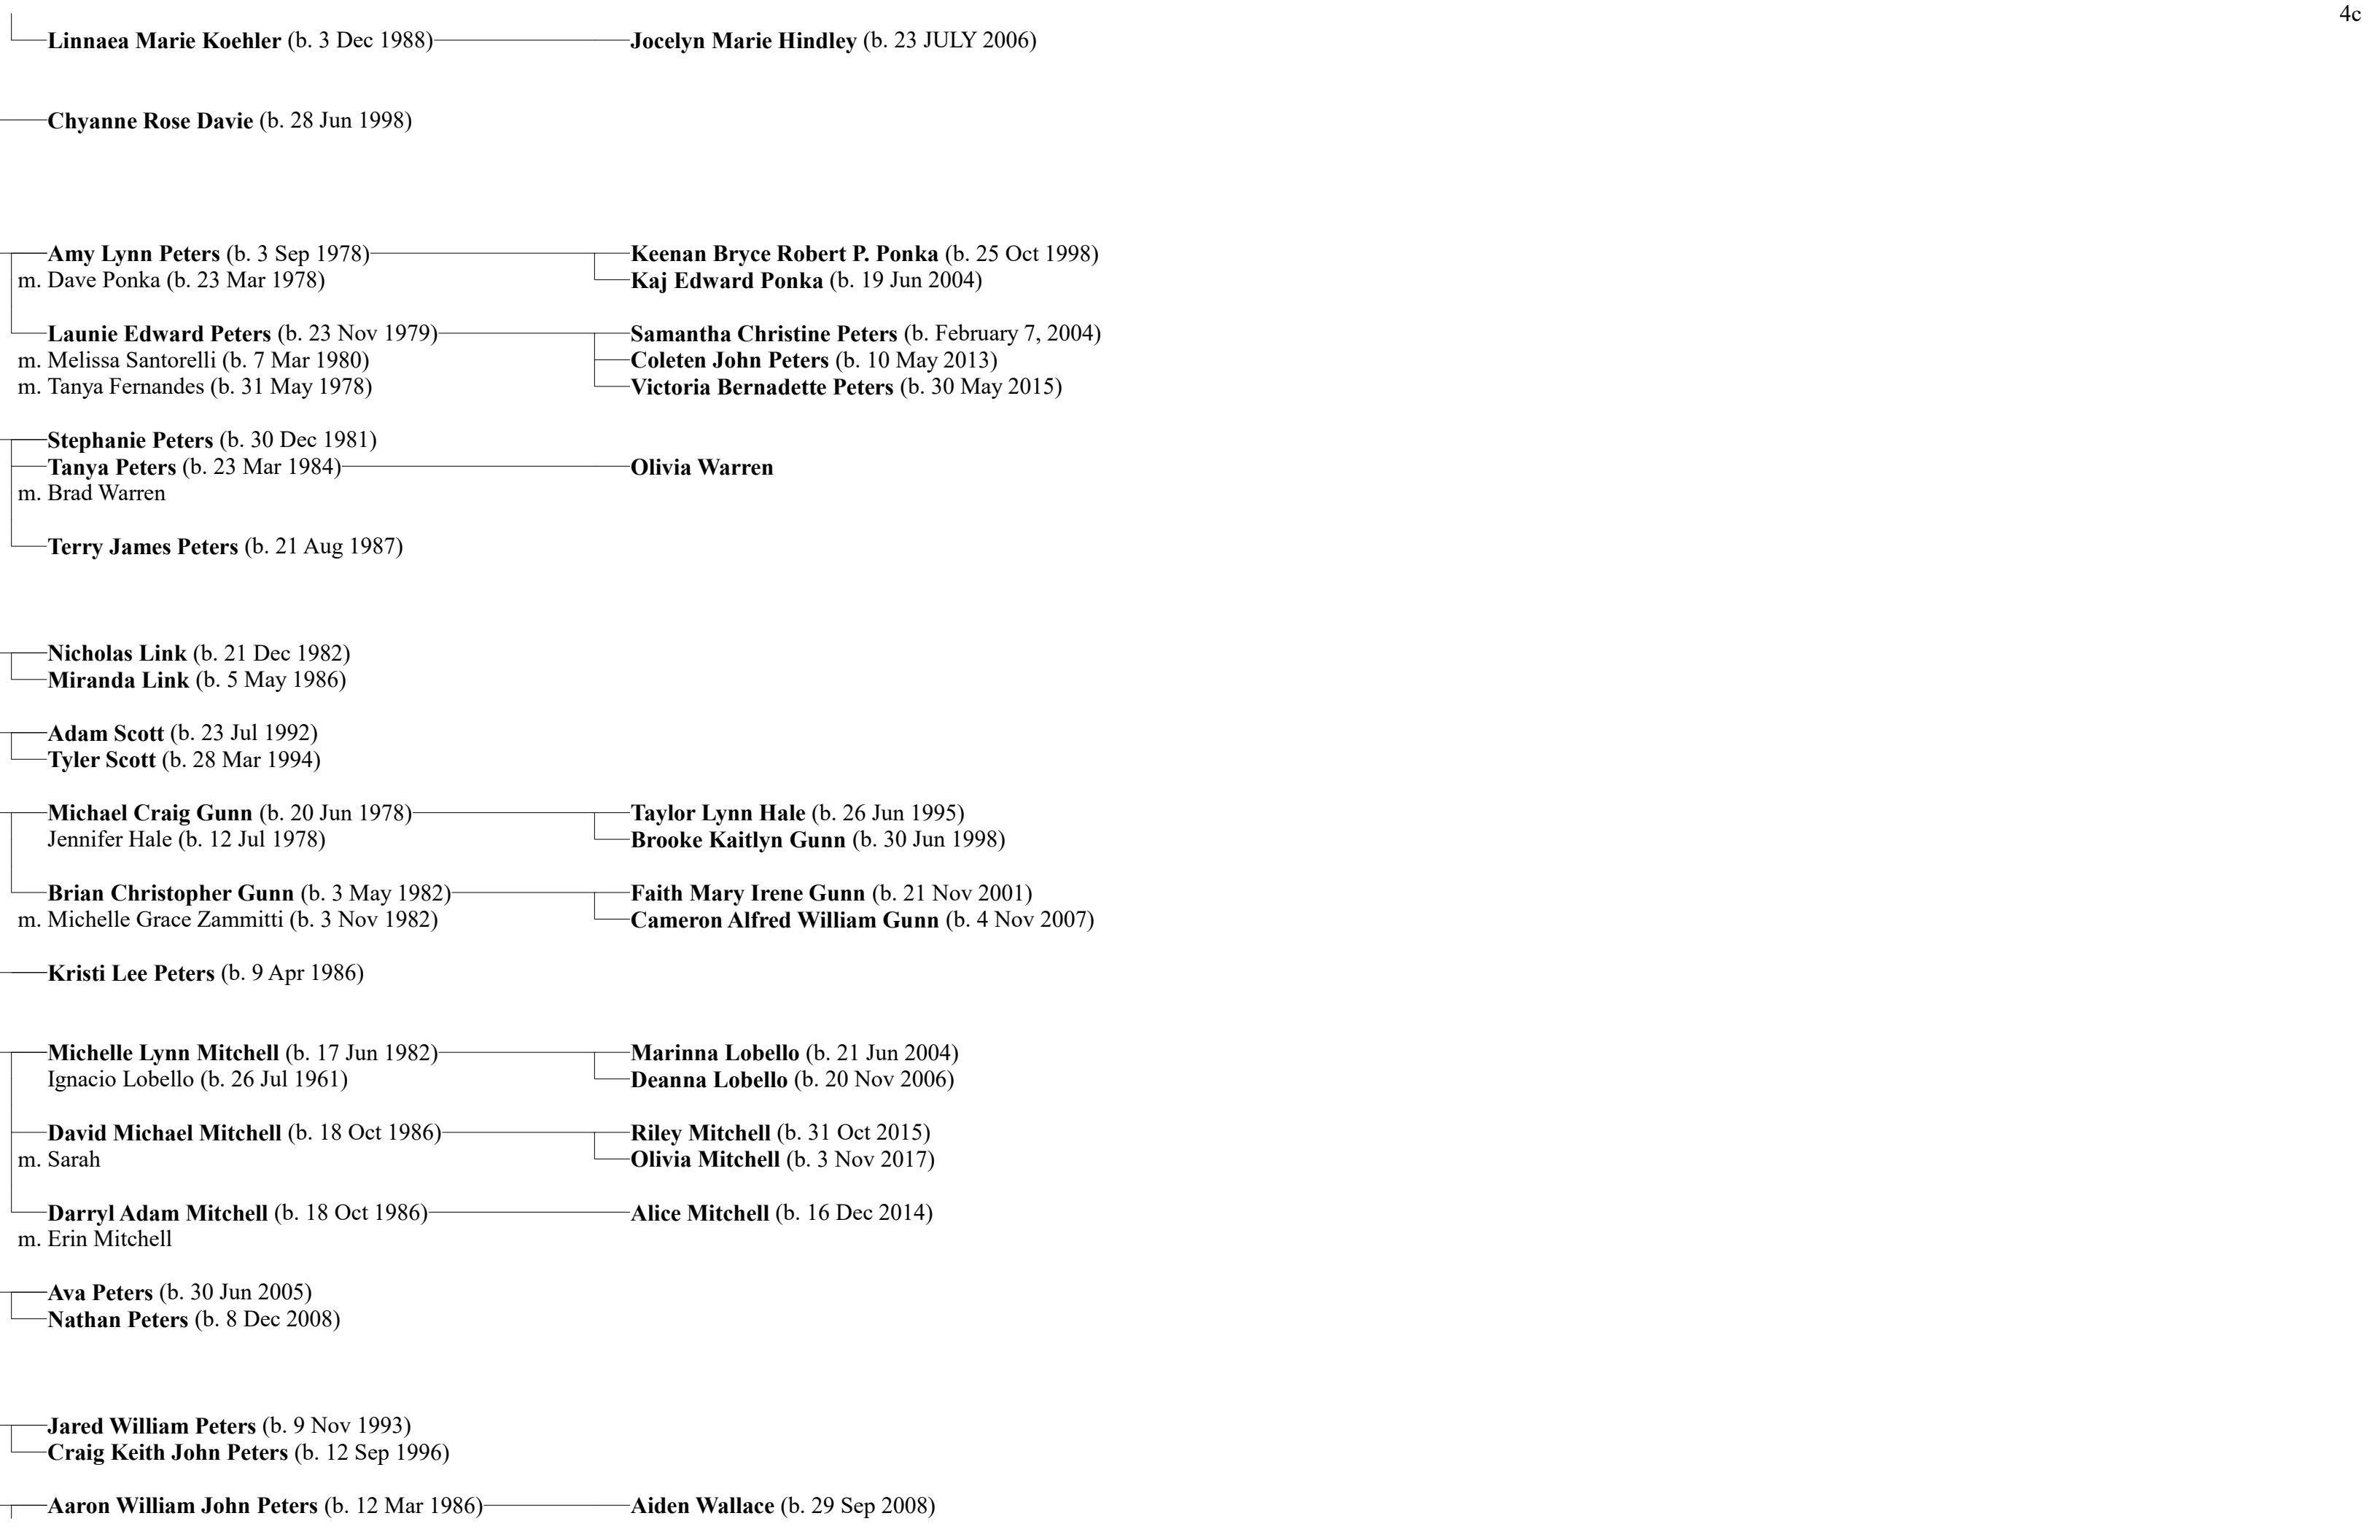 4c
Linnaea Marie Koehler (b. 3 Dec 1988) Jocelyn Marie Hindley (b. 23 JULY 2006)
Chyanne Rose Davie (b. 28 Jun 1998)
Amy Lynn Peters (b. 3 Sep 1978) Keenan Bryce Robert P. Ponka (b. 25 Oct 1998)
m. Dave Ponka (b. 23 Mar 1978) Kaj Edward Ponka (b. 19 Jun 2004)
Launie Edward Peters (b. 23 Nov 1979) Samantha Christine Peters (b. February 7, 2004)
m. Melissa Santorelli (b. 7 Mar 1980) Coleten John Peters (b. 10 May 2013)
m. Tanya Fernandes (b. 31 May 1978) Victoria Bernadette Peters (b. 30 May 2015)
Stephanie Peters (b. 30 Dec 1981)
Tanya Peters (b. 23 Mar 1984) Olivia Warren
m. Brad Warren
Terry James Peters (b. 21 Aug 1987)
Nicholas Link (b. 21 Dec 1982)
Miranda Link (b. 5 May 1986)
Adam Scott (b. 23 Jul 1992)
Tyler Scott (b. 28 Mar 1994)
Michael Craig Gunn (b. 20 Jun 1978) Taylor Lynn Hale (b. 26 Jun 1995)
Jennifer Hale (b. 12 Jul 1978) Brooke Kaitlyn Gunn (b. 30 Jun 1998)
Brian Christopher Gunn (b. 3 May 1982) Faith Mary Irene Gunn (b. 21 Nov 2001)
m. Michelle Grace Zammitti (b. 3 Nov 1982) Cameron Alfred William Gunn (b. 4 Nov 2007)
Kristi Lee Peters (b. 9 Apr 1986)
Michelle Lynn Mitchell (b. 17 Jun 1982) Marinna Lobello (b. 21 Jun 2004)
Ignacio Lobello (b. 26 Jul 1961) Deanna Lobello (b. 20 Nov 2006)
David Michael Mitchell (b. 18 Oct 1986) Riley Mitchell (b. 31 Oct 2015)
m. Sarah Olivia Mitchell (b. 3 Nov 2017)
Darryl Adam Mitchell (b. 18 Oct 1986) Alice Mitchell (b. 16 Dec 2014)
m. Erin Mitchell
Ava Peters (b. 30 Jun 2005)
Nathan Peters (b. 8 Dec 2008)
Jared William Peters (b. 9 Nov 1993)
Craig Keith John Peters (b. 12 Sep 1996)
Aaron William John Peters (b. 12 Mar 1986) Aiden Wallace (b. 29 Sep 2008)